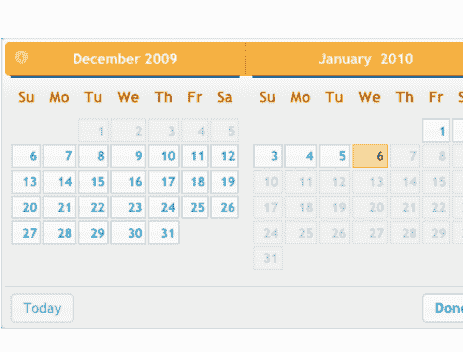 December 2009 January 2010
Su Mo Tu We Th Fr Sa Su Mo Tu We Th Fr
1 2 3 4 5 1
6 7 8 9 10 11 12 3 4 5 6 7 8
13 14 15 16 17 18 19 10 11 12 13 14 15
20 21 22 23 24 25 26 17 18 19 20 21 22
27 28 29 30 31 24 25 26 27 28 29
31
Today Done